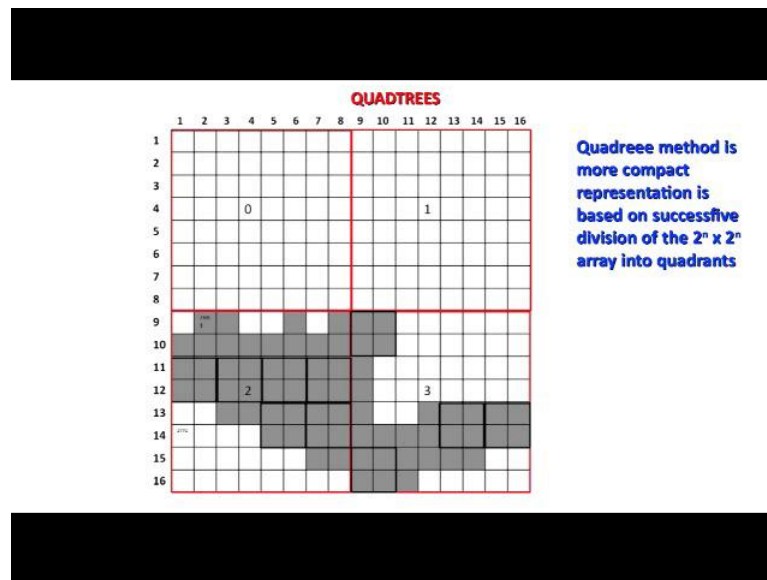 QUADTREES
1 2 3 4 5 6 7 8 9 10 11 12 13 14 15 16
1
2
3
4
0 1
5
6
7
8
9
10
11
12
2 3
13
14
15
16
Quadreee method is
more compact
representation is
based on successfive
division of the 2ⁿ x 2ⁿ
array into quadrants